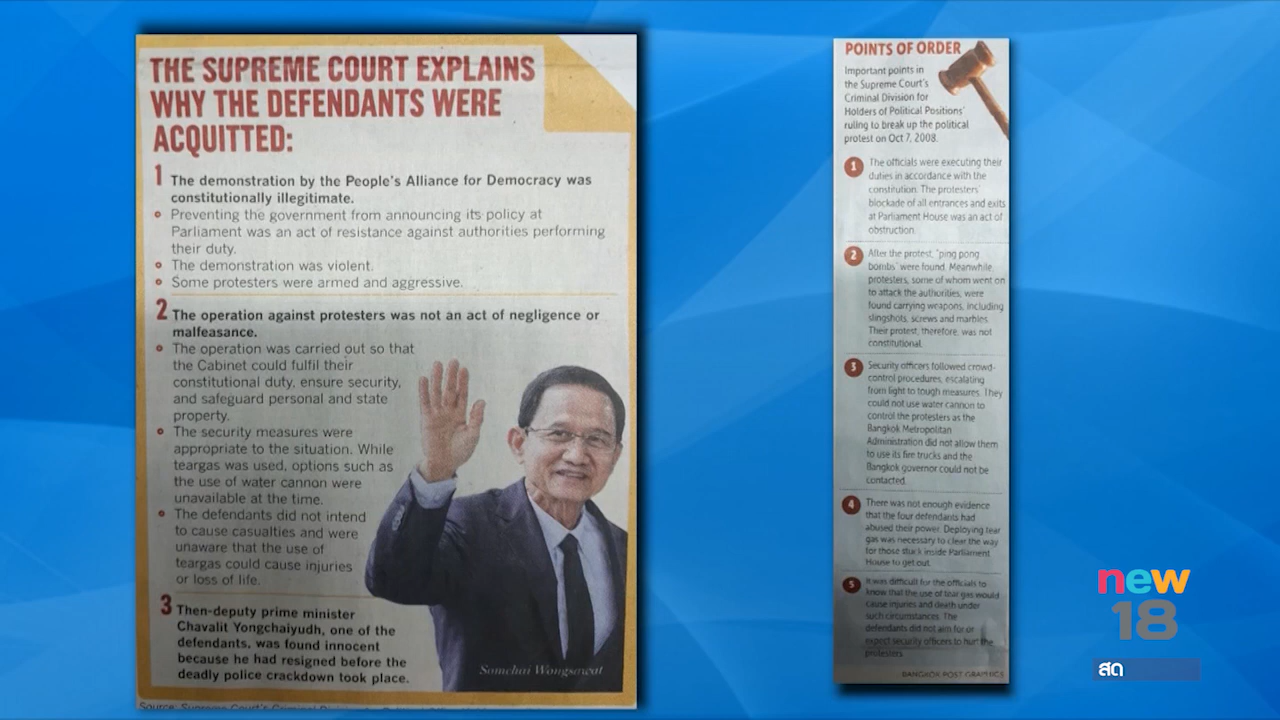 THE SUPREME COURT EXPLAINS
WHY THE DEFENDANTS WERE
ACQUITTED:
1 The demonstration by the People's Alliance for Democracy was
constitutionally illegitimate.
Preventing the government from announcing its policy at
Parliament was an act of resistance against authorities performing
their duty.
The demonstration was violent.
Some protesters were armed and aggressive.
2 The operation against protesters was not an act of negligence or
malfeasance.
The operation was carried out so that
the Cabinet could fulfil their
constitutional duty, ensure security,
and safeguard personal and state
property.
The security measures were
appropriate to the situation. While
teargas was used, options such as
the use of water cannon were
unavailable at the time.
The defendants did not intend
to cause casualties and were
unaware that the use of
teargas could cause injuries
or loss of life.
3 Then-deputy prime minister
Chavalit Yongchaiyudh, one of the
defendants, was found innocent
because he had resigned before the
deadly police crackdown took place.
Somchai Wongsawat
Source: Supreme Court's Criminal
POINTS OF ORDER
Important points in
the Supreme Court's
Criminal Division for
Holders of Political Positions'
ruling to break up the political
protest on Oct 7, 2008.
1 The officials were executing their
duties in accordance with the
constitution. The protesters'
blockade of all entrances and exits
at Parliament House was an act of
obstruction.
2 After the protest, "ping pong
bombs" were found. Meanwhile
protesters, some of whom went on
to attack the authorities, were
found carrying weapons, including
slingshots, screws and marbles.
Their protest, therefore, was not
constitutional.
3 Security officers followed crowd-
control procedures, escalating
from light to tough measures. They
could not use water cannon to
control the protesters as the
Bangkok Metropolitan
Administration did not allow them
to use its fire trucks and the
Bangkok governor could not be
contacted.
4 There was not enough evidence
that the four defendants had
abused their power. Deploying tear
gas was necessary to clear the way
for those stuck inside Parliament
House to get out.
5 It was difficult for the officials to
know that the use of tear gas would
cause injuries and death under
such circumstances. The
defendants did not aim for or
expect security officers to hurt the
protesters.
BANGKOK POST GRAPHICS
new
18
สด